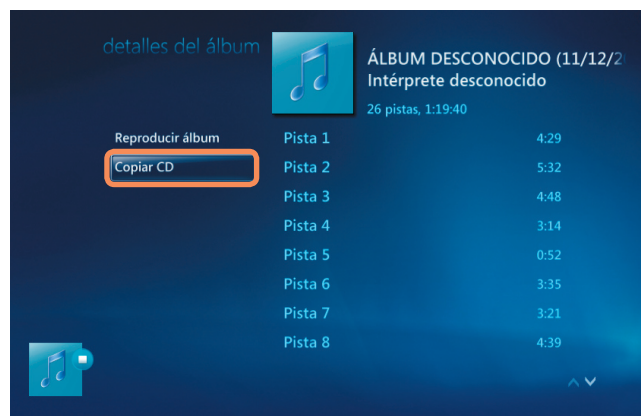 detalles del álbum
ÁLBUM DESCONOCIDO (11/12/2
Intérprete desconocido
26 pistas, 1:19:40
Reproducir álbum
Copiar CD
Pista 1 4:29
Pista 2 5:32
Pista 3 4:48
Pista 4 3:14
Pista 5 0:52
Pista 6 3:35
Pista 7 3:21
Pista 8 4:39